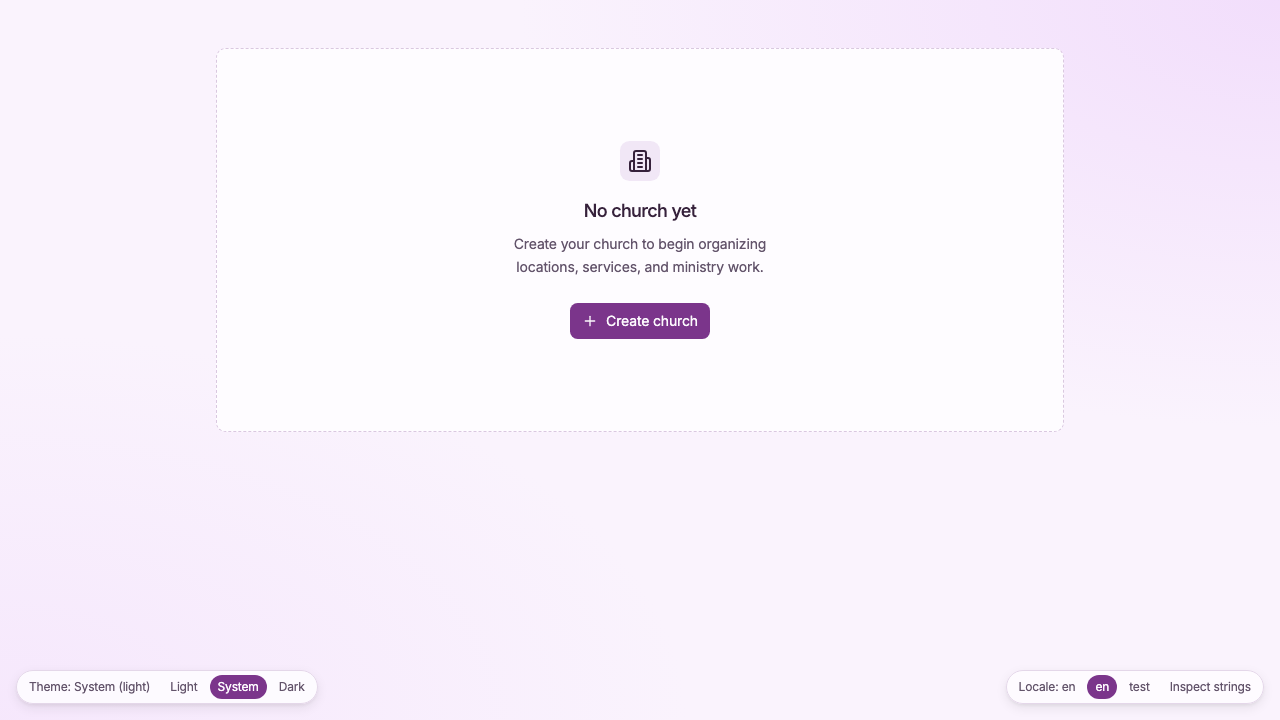 No church yet
Create your church to begin organizing
locations, services, and ministry work.
Create church
Theme: System (light) Light System Dark
Locale: en en test Inspect strings